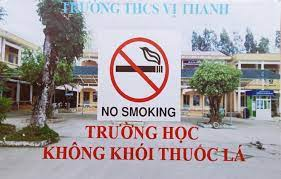 TRƯỜNG THCS VỊ THANH
NO SMOKING
TRƯỜNG HỌC
KHÔNG KHÓI THUỐC LÁ